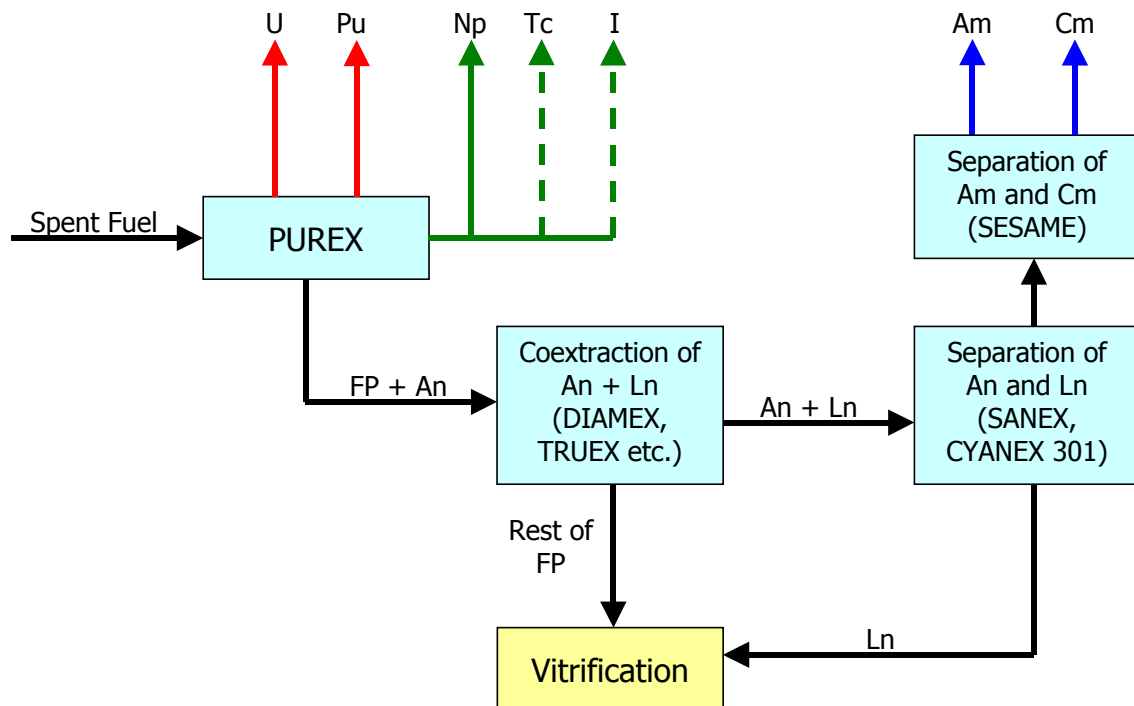 U Pu Np Tc I Am Cm
Spent Fuel
PUREX
Separation of
Am and Cm
(SESAME)
FP + An
Coextraction of
An + Ln
(DIAMEX,
TRUEX etc.)
An + Ln
Separation of
An and Ln
(SANEX,
CYANEX 301)
Rest of
FP
Vitrification
Ln